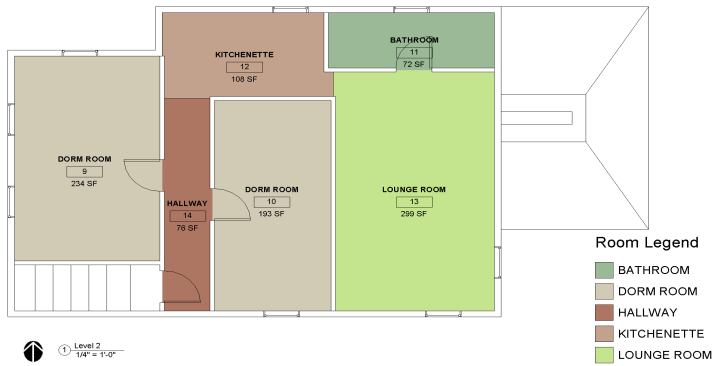 KITCHENETTE
12
108 SF
BATHROOM
11
72 SF
DORM ROOM
9
234 SF
HALLWAY
14
76 SF
DORM ROOM
10
193 SF
LOUNGE ROOM
13
299 SF
Room Legend
BATHROOM
DORM ROOM
HALLWAY
KITCHENETTE
LOUNGE ROOM
1 Level 2
1/4" = 1'-0"